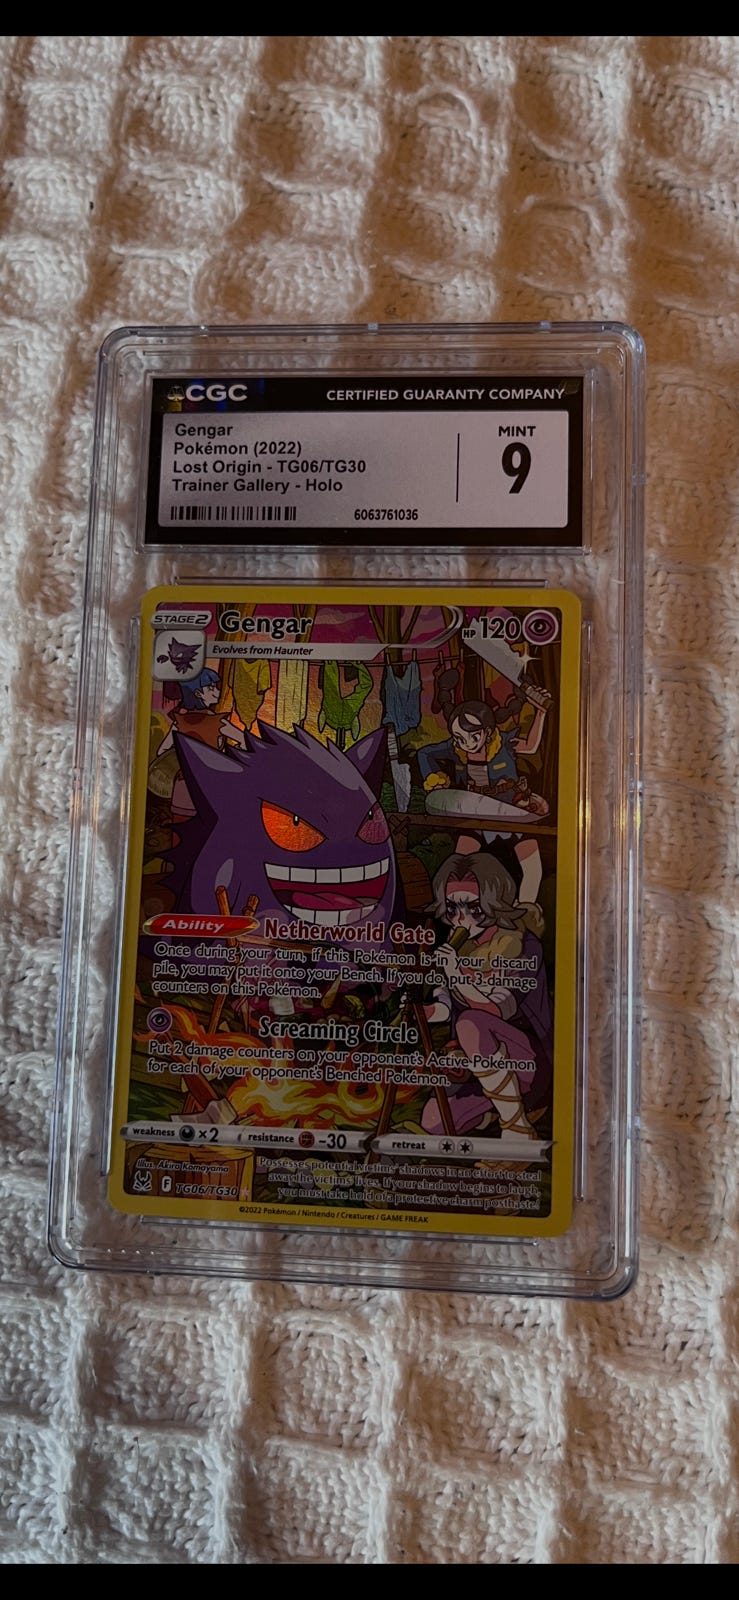 CGC CERTIFIED GUARANTY COMPANY
Gengar
Pokémon (2022)
Lost Origin - TG06/TG30
Trainer Gallery - Holo
MINT
9
6063761036
STAGE2 Gengar HP 120
Evolves from Haunter
Ability Netherworld Gate
Once during your turn, if this Pokémon is in your discard
pile, you may put it onto your Bench. If you do, put 3 damage
counters on this Pokémon.
Screaming Circle
Put 2 damage counters on your opponent's Active Pokémon
for each of your opponent's Benched Pokémon.
weakness ×2 resistance -30 retreat
Illus. Akira Komayama
F TG06/TG30
Possesses potential victims' shadows in an effort to steal
away the victims' lives. If your shadow begins to laugh,
you must take hold of a protective charm posthaste!
©2022 Pokémon / Nintendo / Creatures / GAME FREAK